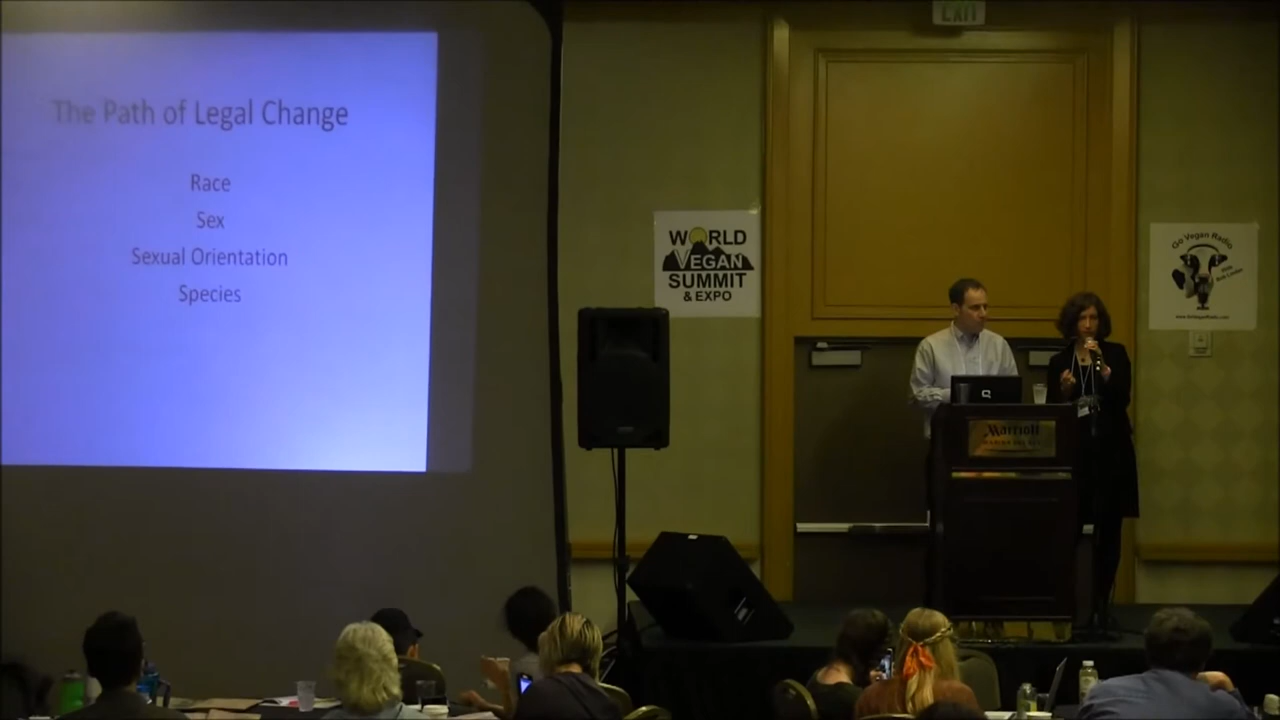 The Path of Legal Change
Race
Sex
Sexual Orientation
Species
WORLD
VEGAN
SUMMIT
& EXPO
EXIT
Go Vegan Radio
Marriott